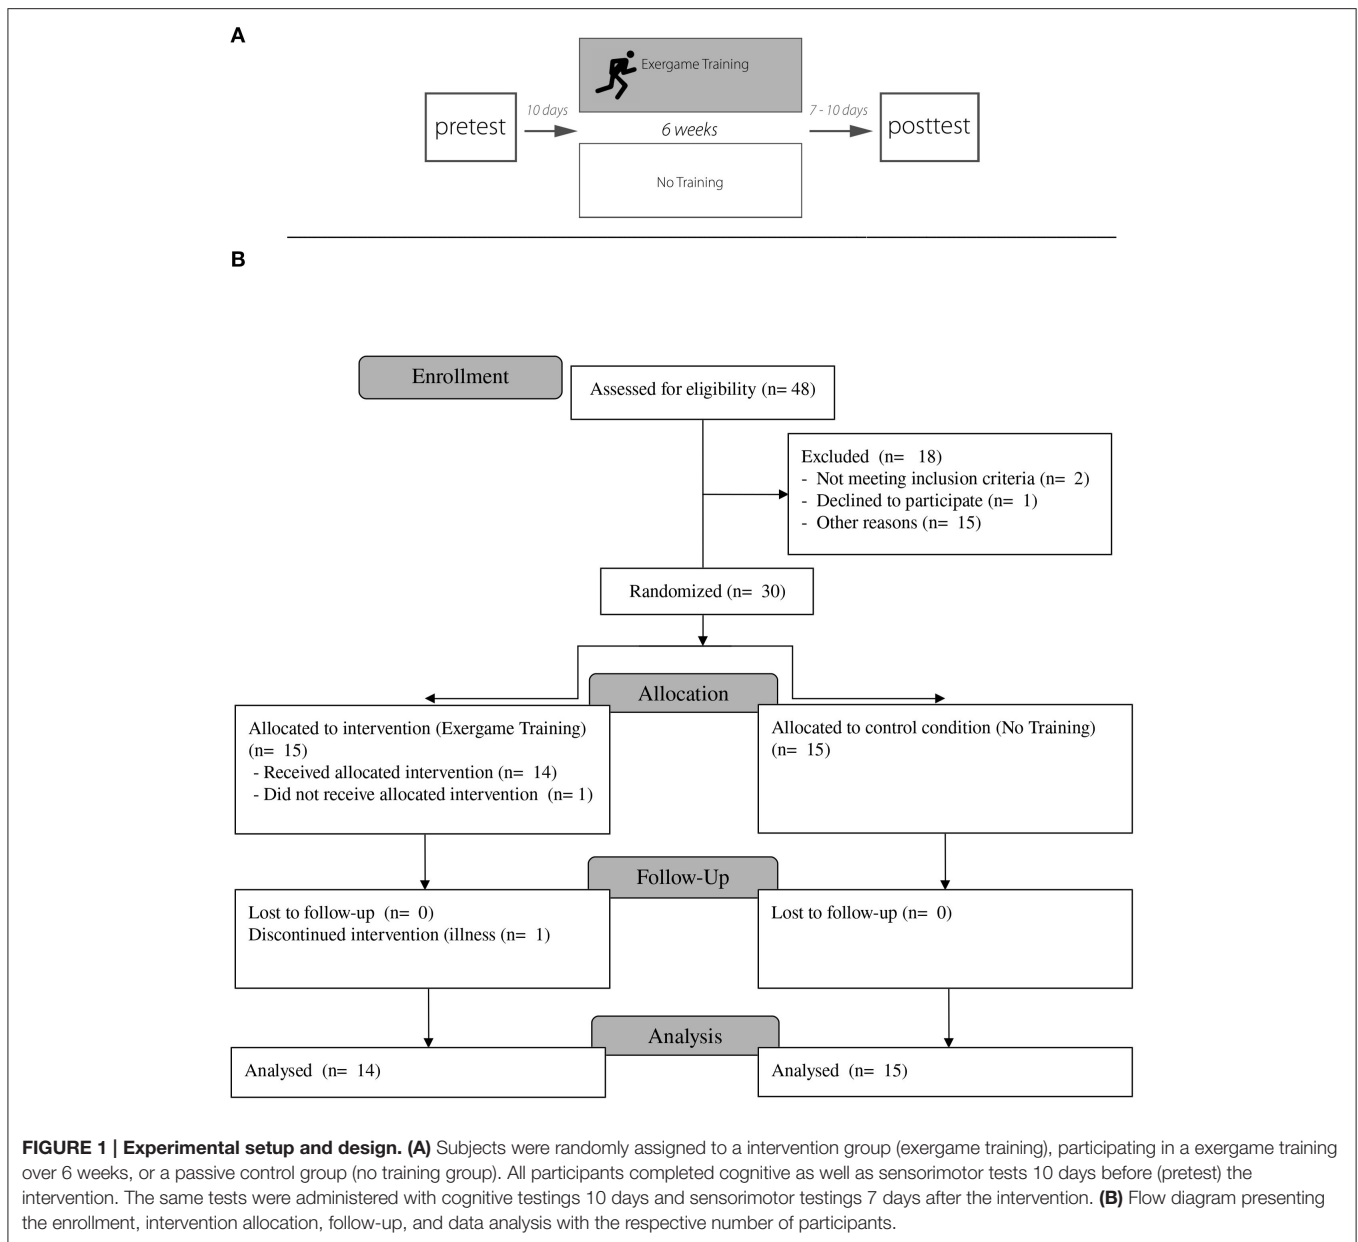 A
Exergame Training
pretest
10 days
6 weeks
7 - 10 days
posttest
No Training
B
Enrollment
Assessed for eligibility (n= 48)
Excluded (n= 18)
- Not meeting inclusion criteria (n= 2)
- Declined to participate (n= 1)
- Other reasons (n= 15)
Randomized (n= 30)
Allocation
Allocated to intervention (Exergame Training)
(n= 15)
- Received allocated intervention (n= 14)
- Did not receive allocated intervention (n= 1)
Allocated to control condition (No Training)
(n= 15)
Follow-Up
Lost to follow-up (n= 0)
Discontinued intervention (illness (n= 1)
Lost to follow-up (n= 0)
Analysis
Analysed (n= 14)
Analysed (n= 15)
FIGURE 1 | Experimental setup and design. (A) Subjects were randomly assigned to a intervention group (exergame training), participating in a exergame training
over 6 weeks, or a passive control group (no training group). All participants completed cognitive as well as sensorimotor tests 10 days before (pretest) the
intervention. The same tests were administered with cognitive testings 10 days and sensorimotor testings 7 days after the intervention. (B) Flow diagram presenting
the enrollment, intervention allocation, follow-up, and data analysis with the respective number of participants.